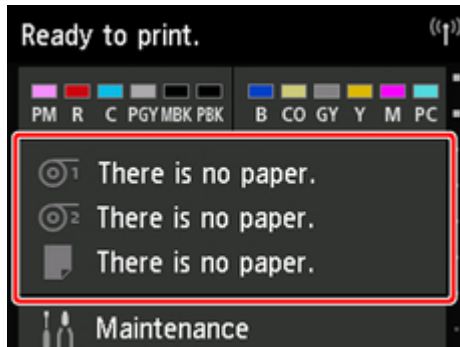 Ready to print.
PM R C PGY MBK PBK B CO GY Y M PC
1 There is no paper.
2 There is no paper.
There is no paper.
Maintenance